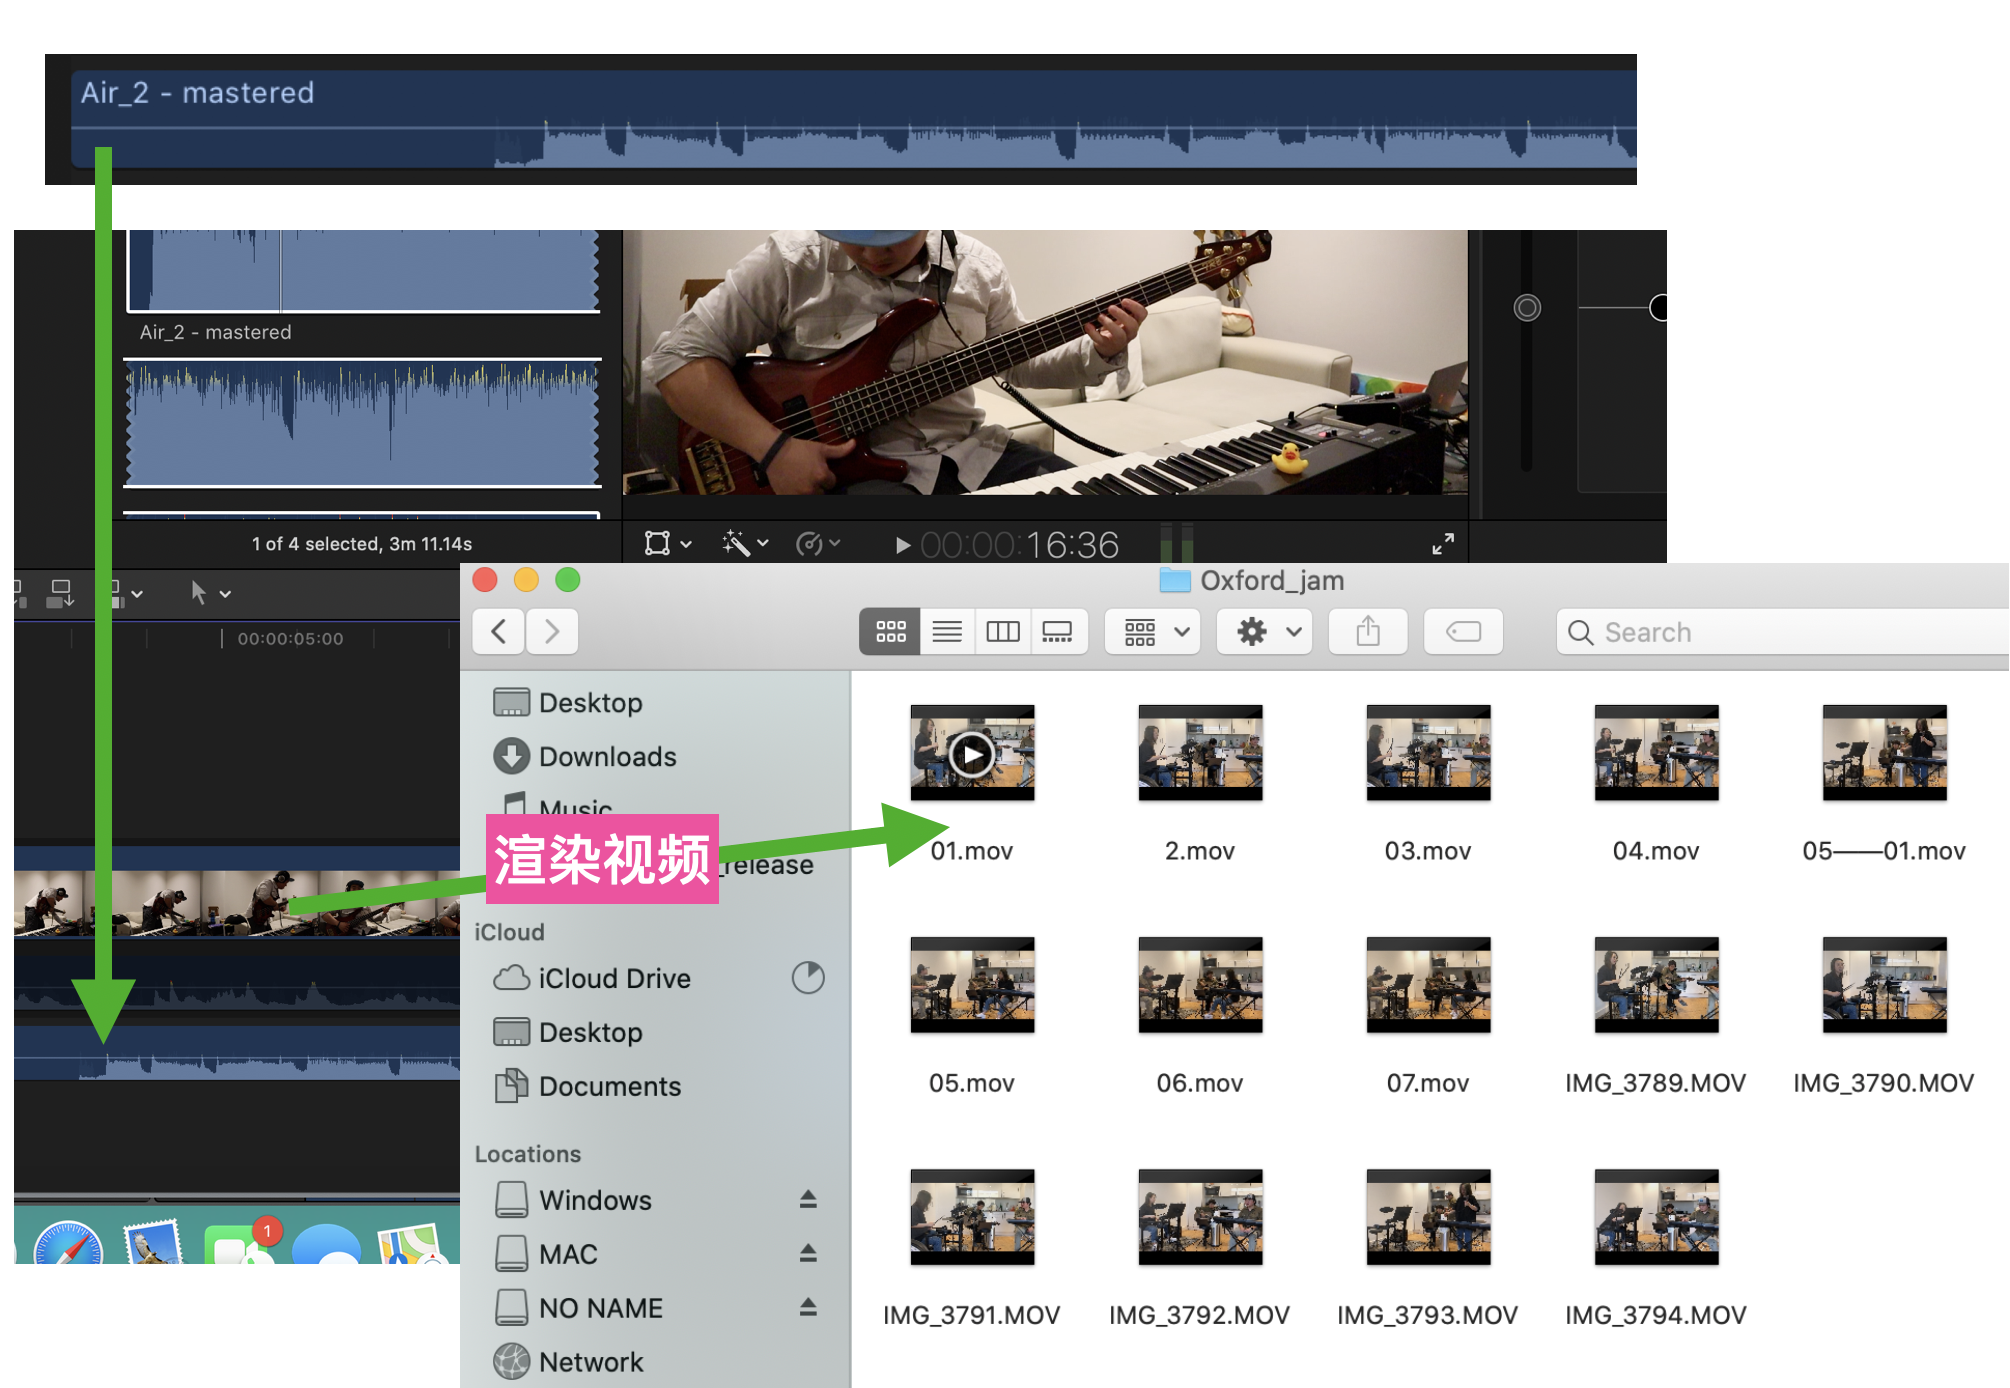 Air_2 - mastered
Air_2 - mastered
1 of 4 selected, 3m 11.14s
00:00:16:36
00:00:05:00
Oxford_jam
Search
Desktop
Downloads
Music
_release
渲染视频
iCloud
iCloud Drive
Desktop
Documents
Locations
Windows
MAC
NO NAME
Network
01.mov
2.mov
03.mov
04.mov
05——01.mov
05.mov
06.mov
07.mov
IMG_3789.MOV
IMG_3790.MOV
IMG_3791.MOV
IMG_3792.MOV
IMG_3793.MOV
IMG_3794.MOV
1